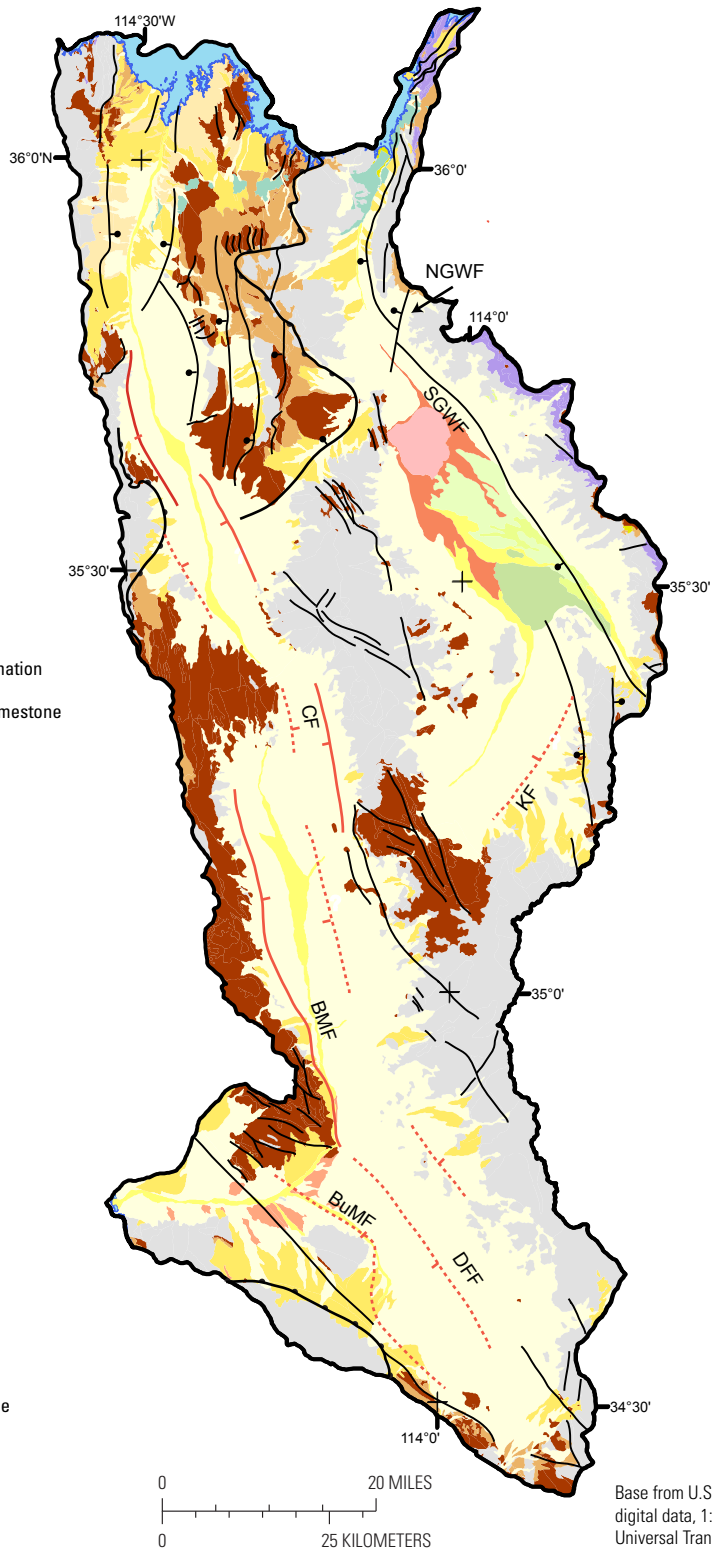 114°30'W
36°0'N
36°0'
NGWF
114°0'
SGWF
35°30'
35°30'
nation
mestone
CF
KF
35°0'
BMF
BuMF
DFF
e
34°30'
114°0'
0 20 MILES
0 25 KILOMETERS
Base from U.S
digital data, 1:
Universal Tran